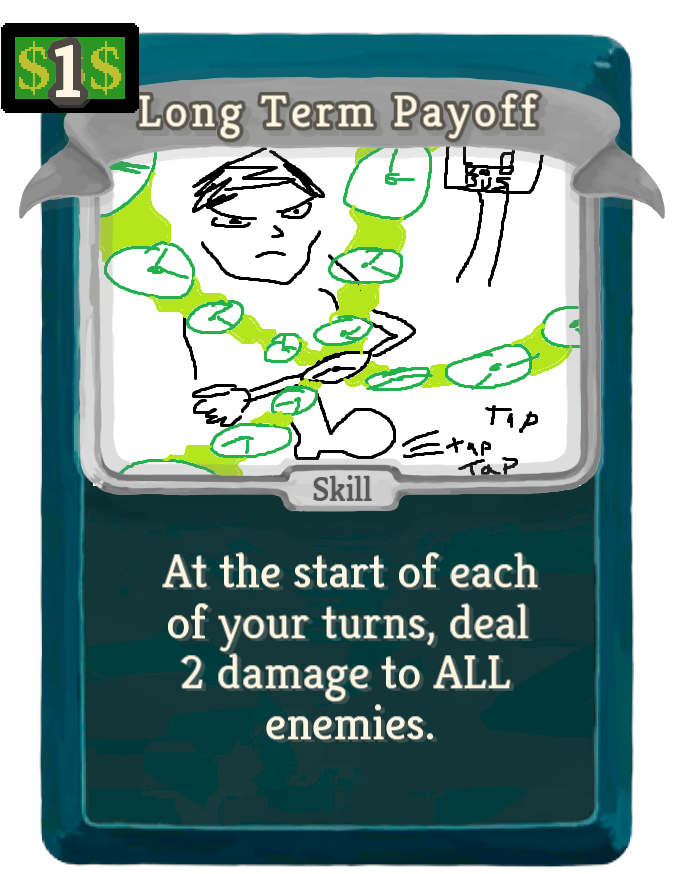 $1$
Long Term Payoff
BUS
Tap
Tap
Tap
Skill
At the start of each
of your turns, deal
2 damage to ALL
enemies.